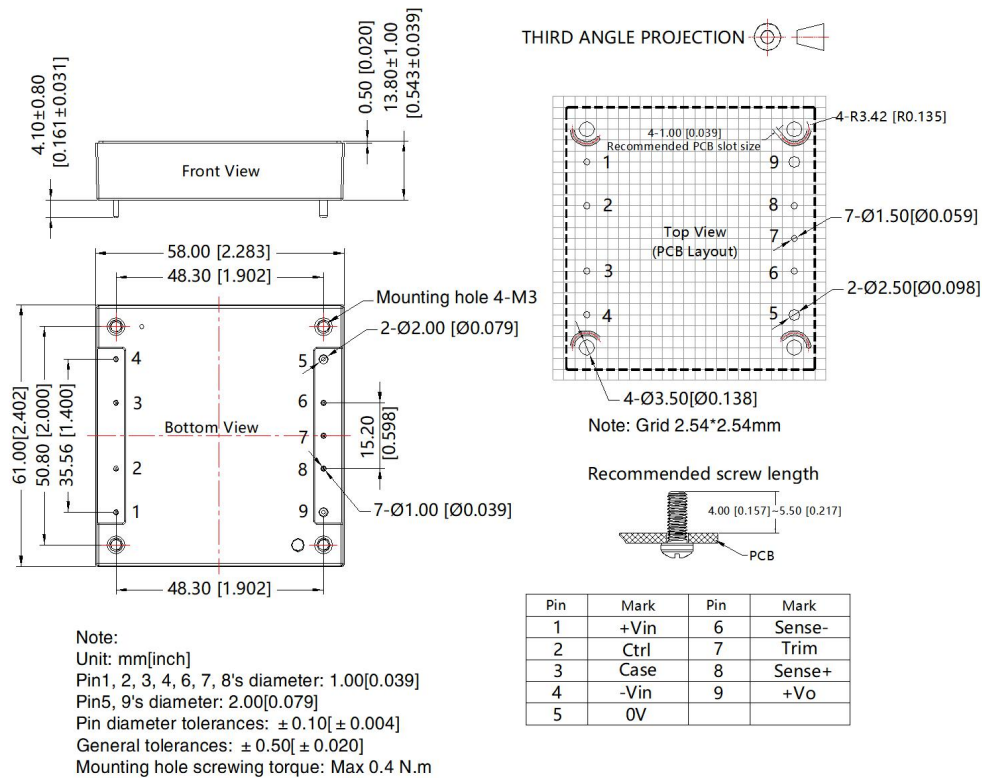 THIRD ANGLE PROJECTION
4.10±0.80
[0.161±0.031]
0.50 [0.020]
13.80±1.00
[0.543±0.039]
Front View
58.00 [2.283]
48.30 [1.902]
Mounting hole 4-M3
2-Ø2.00 [Ø0.079]
61.00[2.402]
50.80 [2.000]
35.56 [1.400]
4
3
2
1
Bottom View
5
6
7
8
9
15.20
[0.598]
7-Ø1.00 [Ø0.039]
48.30 [1.902]
4-R3.42 [R0.135]
4-1.00 [0.039]
Recommended PCB slot size
1
2
3
4
9
8
7
6
5
Top View
(PCB Layout)
7-Ø1.50[Ø0.059]
2-Ø2.50[Ø0.098]
4-Ø3.50[Ø0.138]
Note: Grid 2.54*2.54mm
Recommended screw length
4.00 [0.157]~5.50 [0.217]
PCB
Pin Mark Pin Mark
1 +Vin 6 Sense-
2 Ctrl 7 Trim
3 Case 8 Sense+
4 -Vin 9 +Vo
5 0V
Note:
Unit: mm[inch]
Pin1, 2, 3, 4, 6, 7, 8's diameter: 1.00[0.039]
Pin5, 9's diameter: 2.00[0.079]
Pin diameter tolerances: ±0.10[±0.004]
General tolerances: ±0.50[±0.020]
Mounting hole screwing torque: Max 0.4 N.m